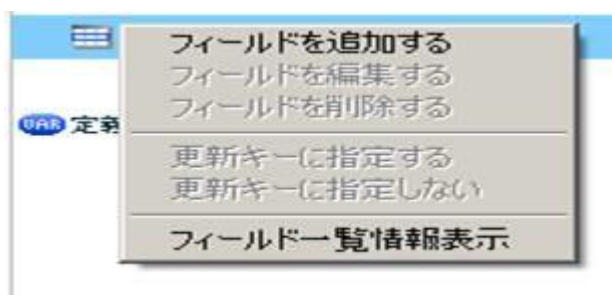 フィールドを追加する
フィールドを編集する
フィールドを削除する
VAR 定義
更新キーに指定する
更新キーに指定しない
フィールド一覧情報表示